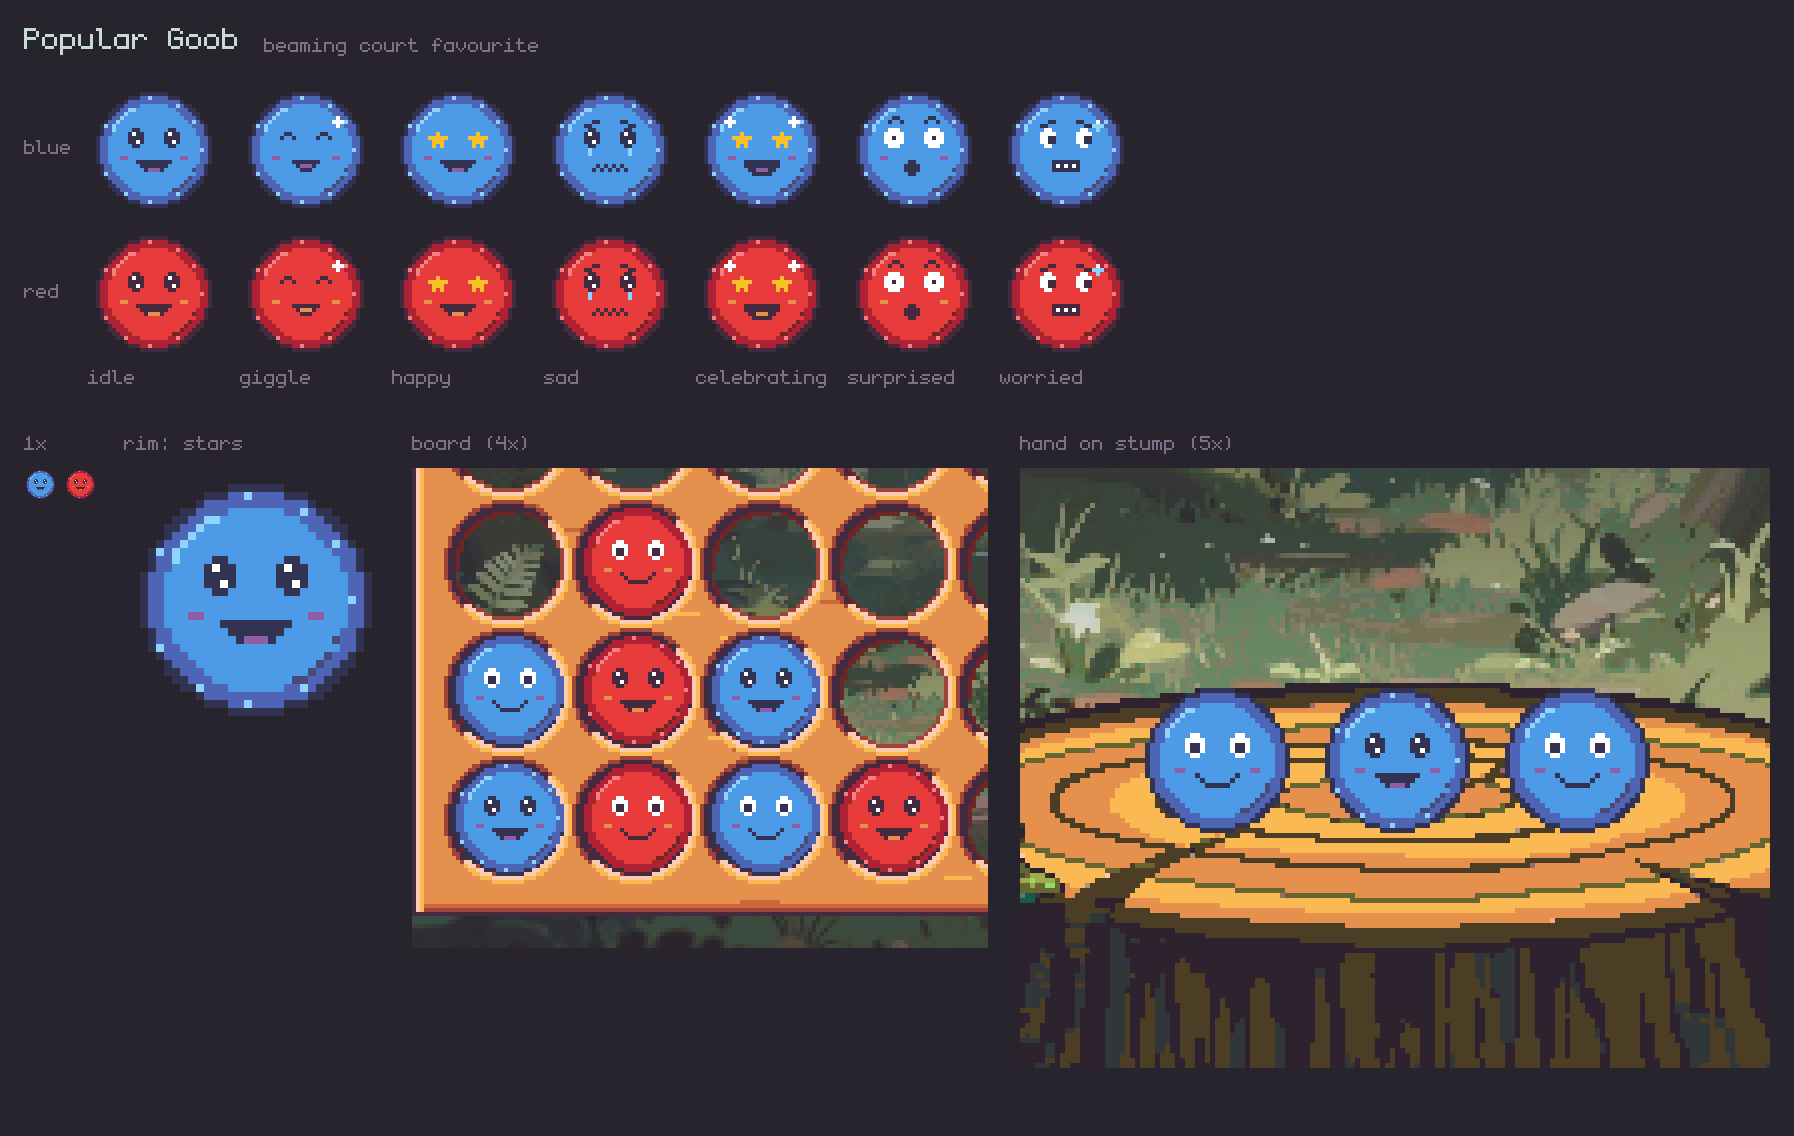 Popular Goob beaming court favourite
blue
red
idle giggle happy sad celebrating surprised worried
1x rim: stars board (4x) hand on stump (5x)